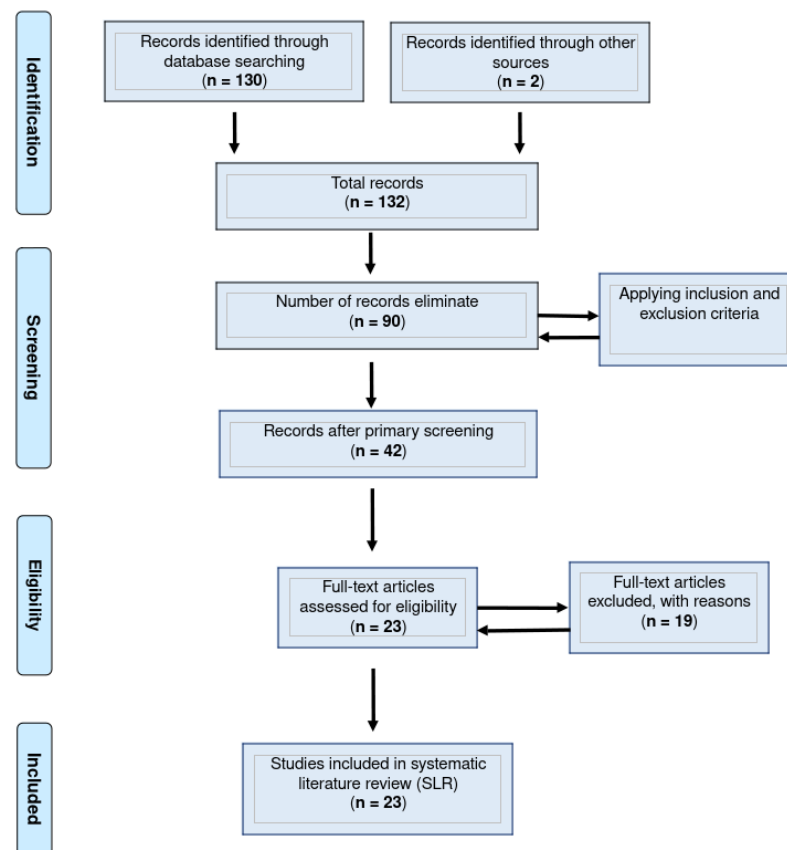 Identification
Records identified through
database searching
(n = 130)
Records identified through other
sources
(n = 2)
Total records
(n = 132)
Screening
Number of records eliminate
(n = 90)
Applying inclusion and
exclusion criteria
Records after primary screening
(n = 42)
Eligibility
Full-text articles
assessed for eligibility
(n = 23)
Full-text articles
excluded, with reasons
(n = 19)
Included
Studies included in systematic
literature review (SLR)
(n = 23)